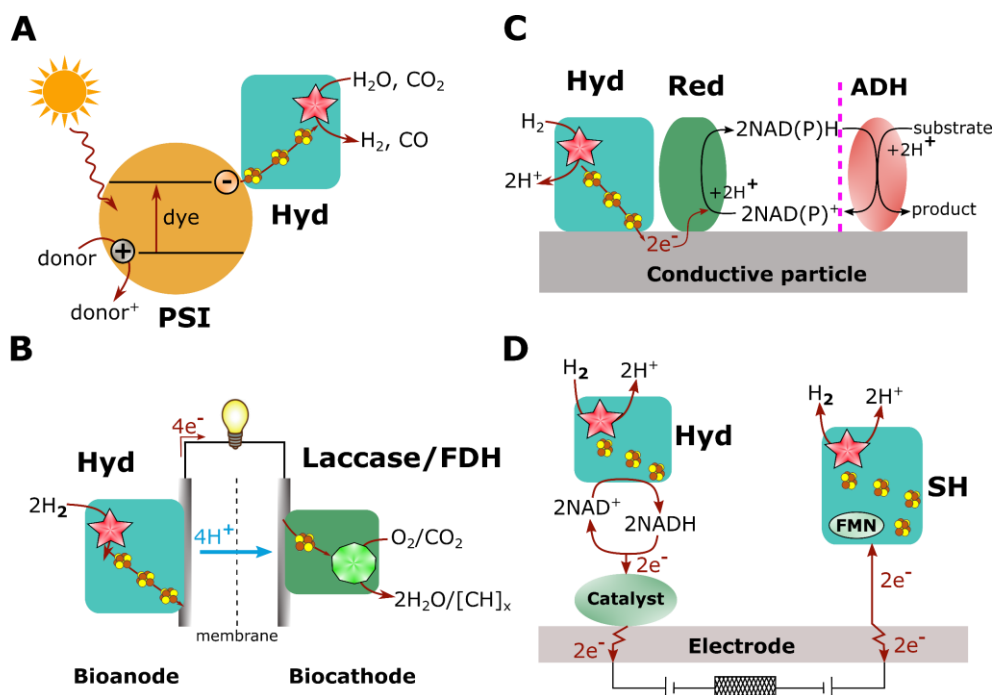 A
H₂O, CO₂
H₂, CO
-
Hyd
dye
donor
+
donor⁺
PSI
B
4e⁻
Hyd
Laccase/FDH
2H₂
4H⁺
O₂/CO₂
2H₂O/[CH]ₓ
membrane
Bioanode
Biocathode
C
Hyd
Red
ADH
H₂
2NAD(P)H
substrate
+2H⁺
2H⁺
+2H⁺
2NAD(P)⁺
product
2e⁻
Conductive particle
D
H₂
2H⁺
Hyd
H₂
2H⁺
SH
2NAD⁺
2NADH
FMN
2e⁻
2e⁻
Catalyst
Electrode
2e⁻
2e⁻